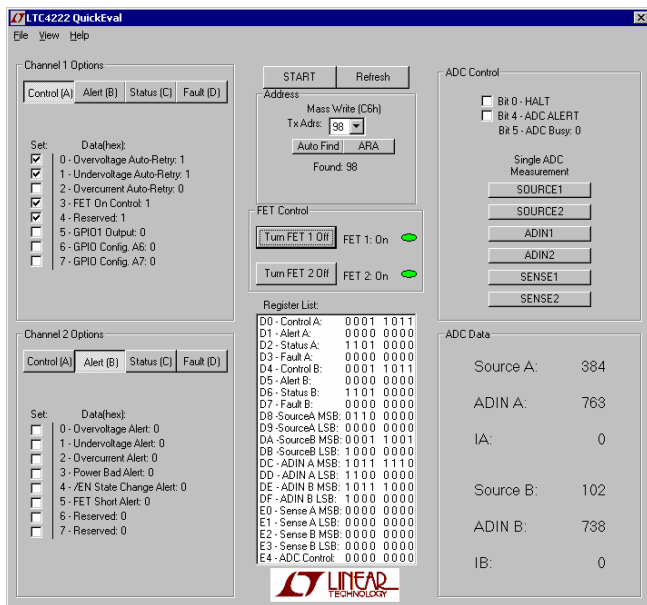 LTC4222 QuickEval
File View Help
Channel 1 Options
Control (A) Alert (B) Status (C) Fault (D)
Set: Data(hex):
0 - Overvoltage Auto-Retry: 1
1 - Undervoltage Auto-Retry: 1
2 - Overcurrent Auto-Retry: 0
3 - FET On Control: 1
4 - Reserved: 1
5 - GPIO1 Output: 0
6 - GPIO Config. A6: 0
7 - GPIO Config. A7: 0
Channel 2 Options
Control (A) Alert (B) Status (C) Fault (D)
Set: Data(hex):
0 - Overvoltage Alert: 0
1 - Undervoltage Alert: 0
2 - Overcurrent Alert: 0
3 - Power Bad Alert: 0
4 - /EN State Change Alert: 0
5 - FET Short Alert: 0
6 - Reserved: 0
7 - Reserved: 0
START Refresh
Address
Mass Write (C6h)
Tx Adrs: 98
Auto Find ARA
Found: 98
FET Control
Turn FET 1 Off FET 1: On
Turn FET 2 Off FET 2: On
Register List:
D0 - Control A: 0001 1011
D1 - Alert A: 0000 0000
D2 - Status A: 1101 0000
D3 - Fault A: 0000 0000
D4 - Control B: 0001 1011
D5 - Alert B: 0000 0000
D6 - Status B: 1101 0000
D7 - Fault B: 0000 0000
D8 -SourceA MSB: 0110 0000
D9 -SourceA LSB: 0000 0000
DA -SourceB MSB: 0001 1001
DB -SourceB LSB: 1000 0000
DC - ADIN A MSB: 1011 1110
DD - ADIN A LSB: 1100 0000
DE - ADIN B MSB: 1011 1000
DF - ADIN B LSB: 1000 0000
E0 - Sense A MSB: 0000 0000
E1 - Sense A LSB: 0000 0000
E2 - Sense B MSB: 0000 0000
E3 - Sense B LSB: 0000 0000
E4 - ADC Control: 0000 0000
LINEAR
TECHNOLOGY
ADC Control
Bit 0 - HALT
Bit 4 - ADC ALERT
Bit 5 - ADC Busy: 0
Single ADC
Measurement
SOURCE1
SOURCE2
ADIN1
ADIN2
SENSE1
SENSE2
ADC Data
Source A: 384
ADIN A: 763
IA: 0
Source B: 102
ADIN B: 738
IB: 0